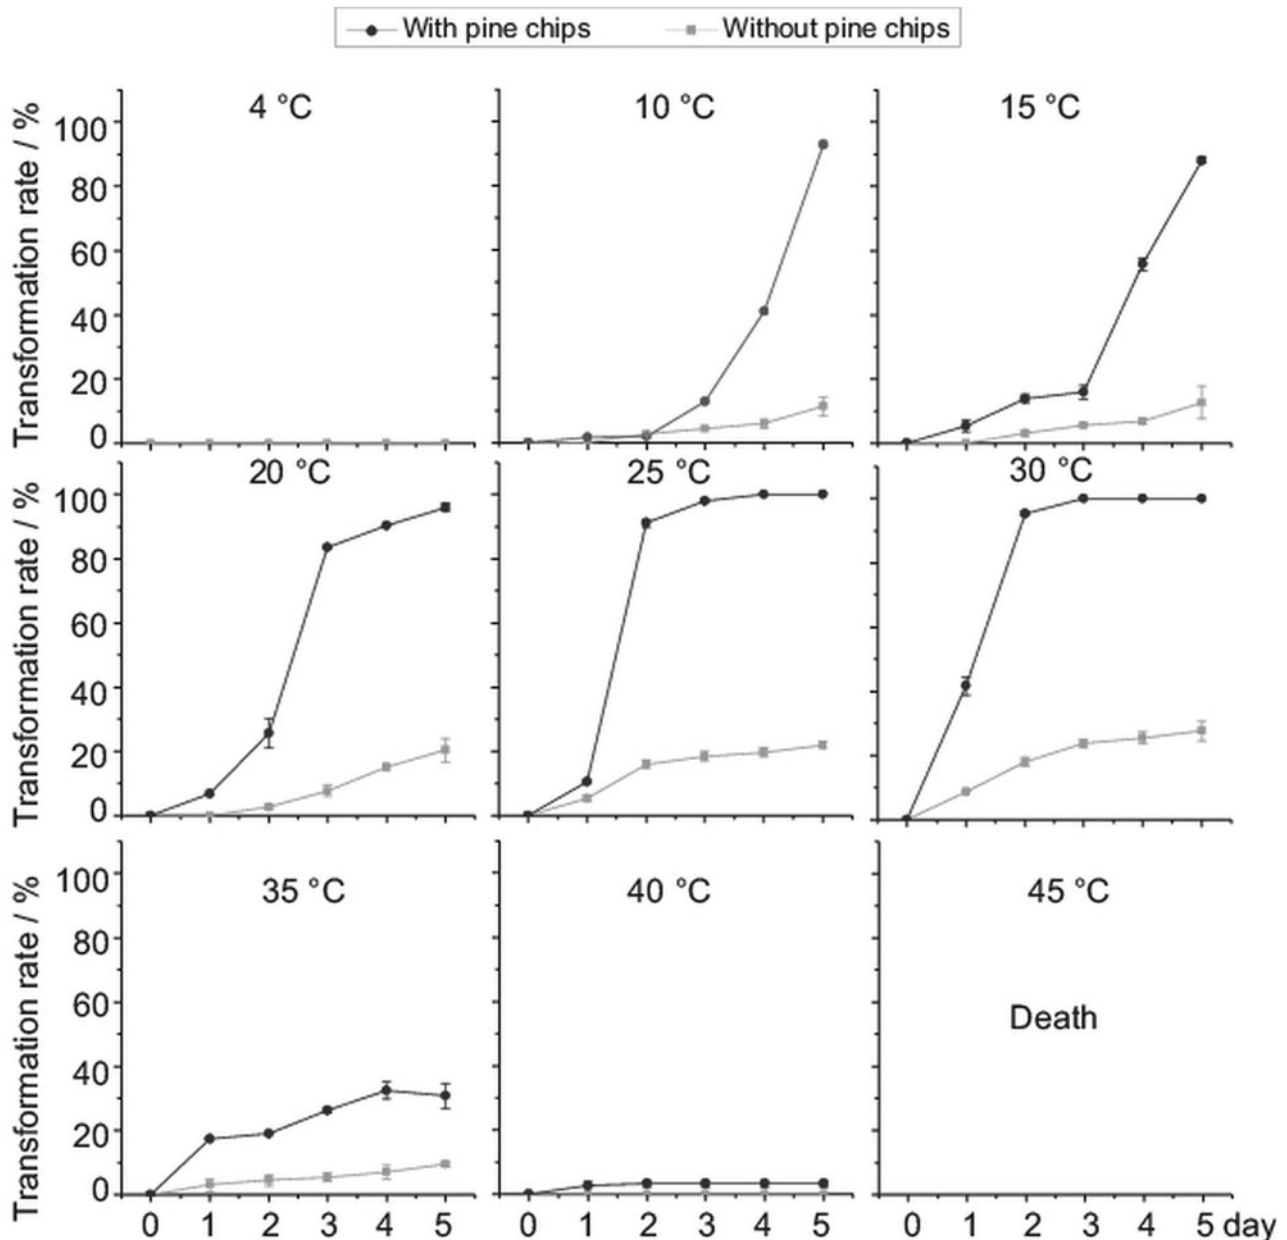 With pine chips Without pine chips
4 °C 10 °C 15 °C
Transformation rate / %
100
80
60
40
20
0
20 °C 25 °C 30 °C
Transformation rate / %
100
80
60
40
20
0
35 °C 40 °C 45 °C
Transformation rate / %
100
80
60
40
20
0
Death
0 1 2 3 4 5 0 1 2 3 4 5 0 1 2 3 4 5 day